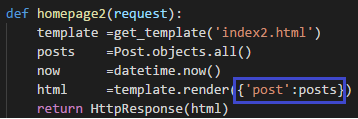 def homepage2(request):
    template =get_template('index2.html')
    posts    =Post.objects.all()
    now      =datetime.now()
    html     =template.render({'post':posts})
    return HttpResponse(html)